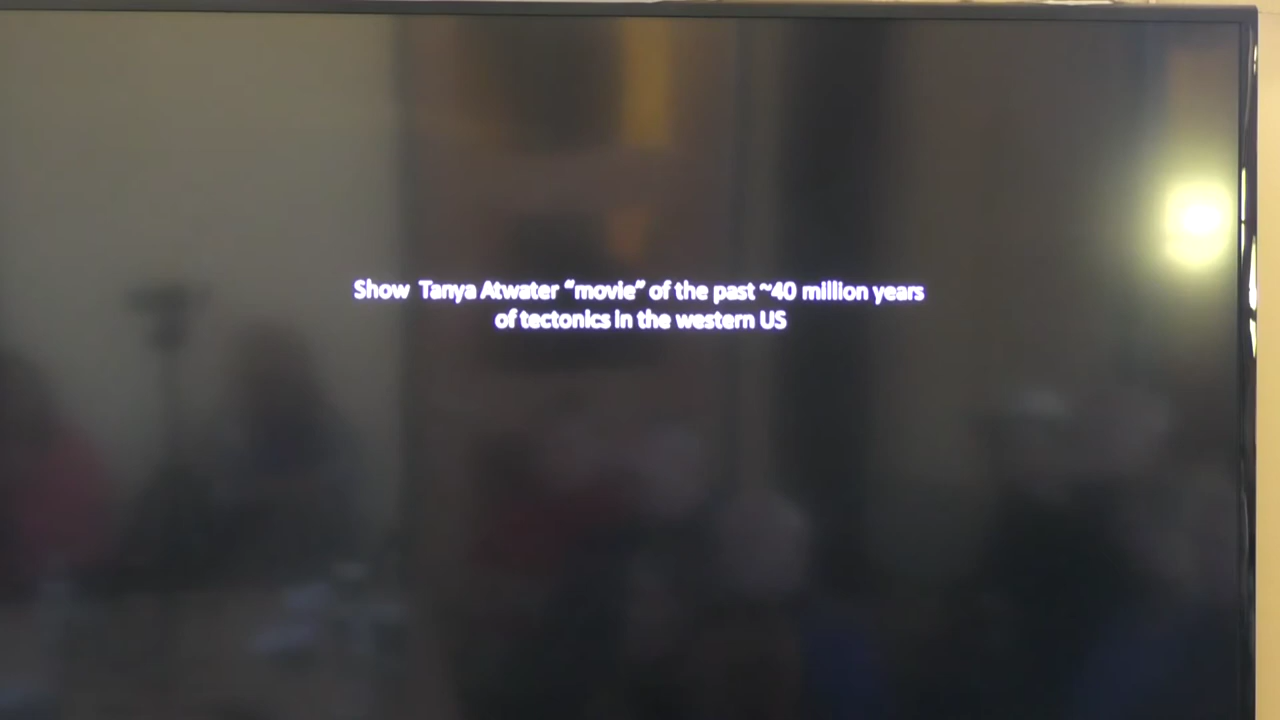 Show  Tanya Atwater “movie” of the past ~40 million years
of tectonics in the western US